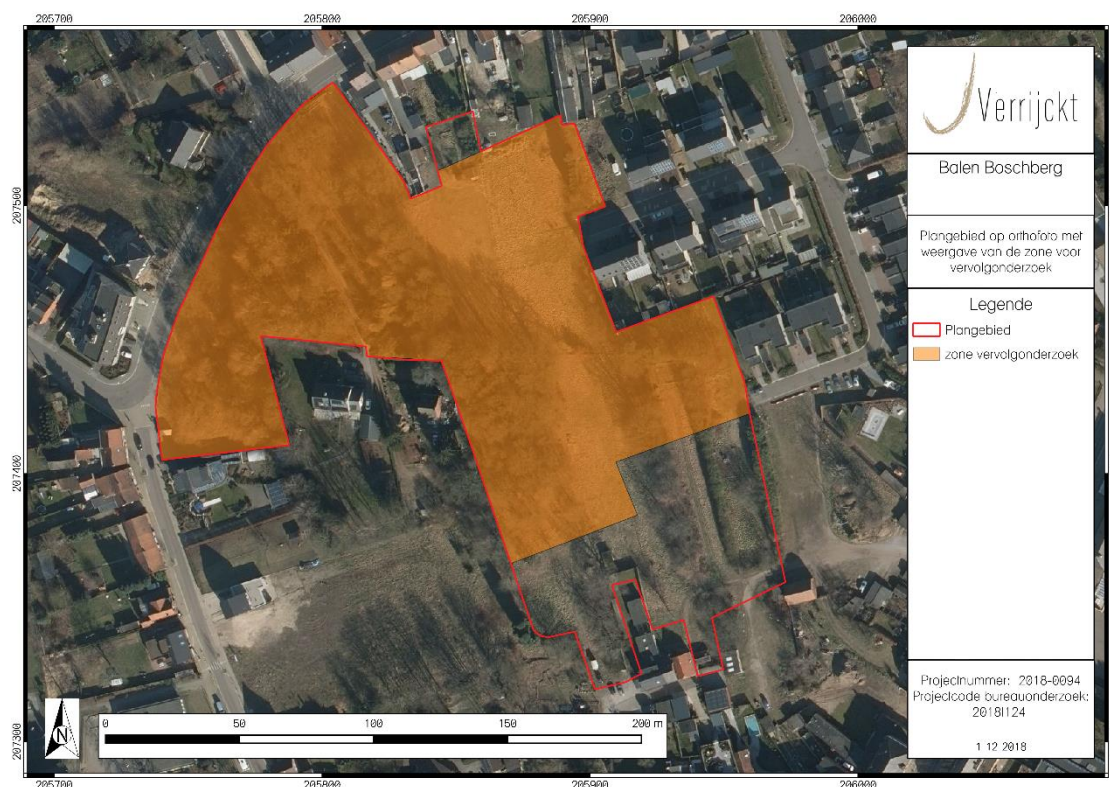 205700 205800 205900 206000
Verrijckt
Balen Boschberg
Plangebied op orthofoto met
weergave van de zone voor
vervolgonderzoek
Legende
Plangebied
zone vervolgonderzoek
Projectnummer: 2018-0094
Projectcode bureauonderzoek:
2018I124
1 12 2018
207500
207400
207300
N
0 50 100 150 200 m
205700 205800 205900 206000